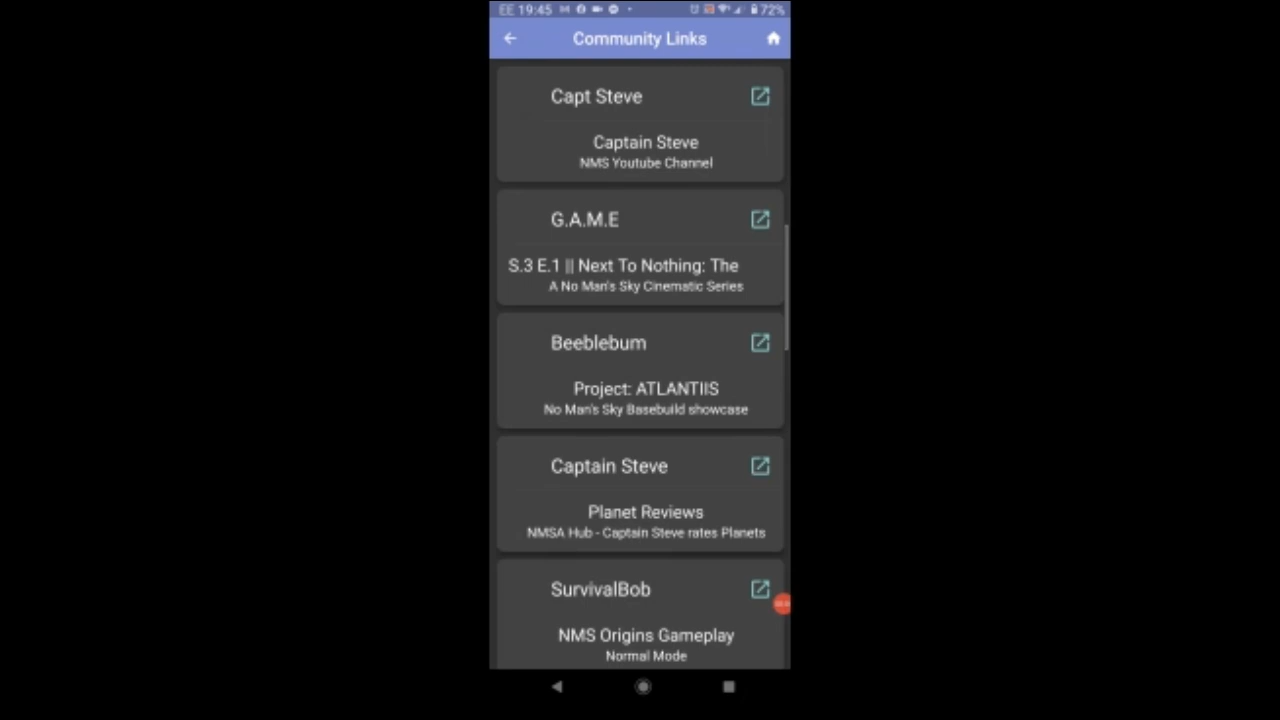 EE 19:45 72%
Community Links
Capt Steve
Captain Steve
NMS Youtube Channel
G.A.M.E
S.3 E.1 || Next To Nothing: The
A No Man's Sky Cinematic Series
Beeblebum
Project: ATLANTIIS
No Man's Sky Basebuild showcase
Captain Steve
Planet Reviews
NMSA Hub - Captain Steve rates Planets
SurvivalBob
NMS Origins Gameplay
Normal Mode